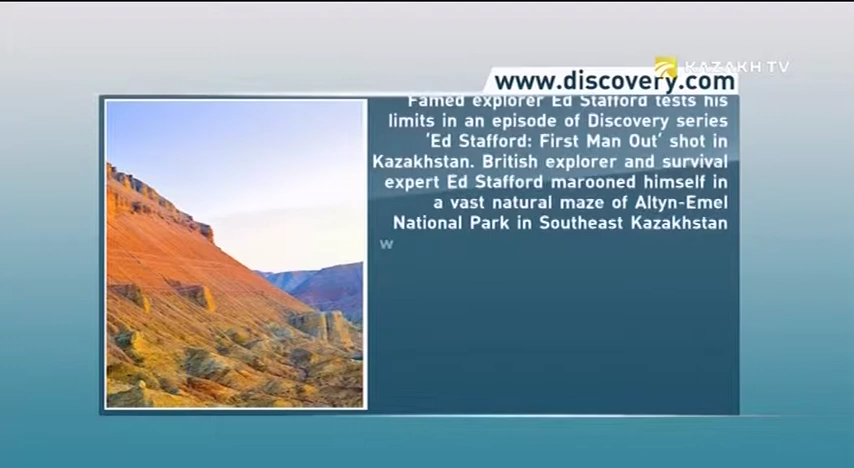 KAZAKH TV
www.discovery.com
Famed explorer Ed Stafford tests his
limits in an episode of Discovery series
'Ed Stafford: First Man Out' shot in
Kazakhstan. British explorer and survival
expert Ed Stafford marooned himself in
a vast natural maze of Altyn-Emel
National Park in Southeast Kazakhstan
w